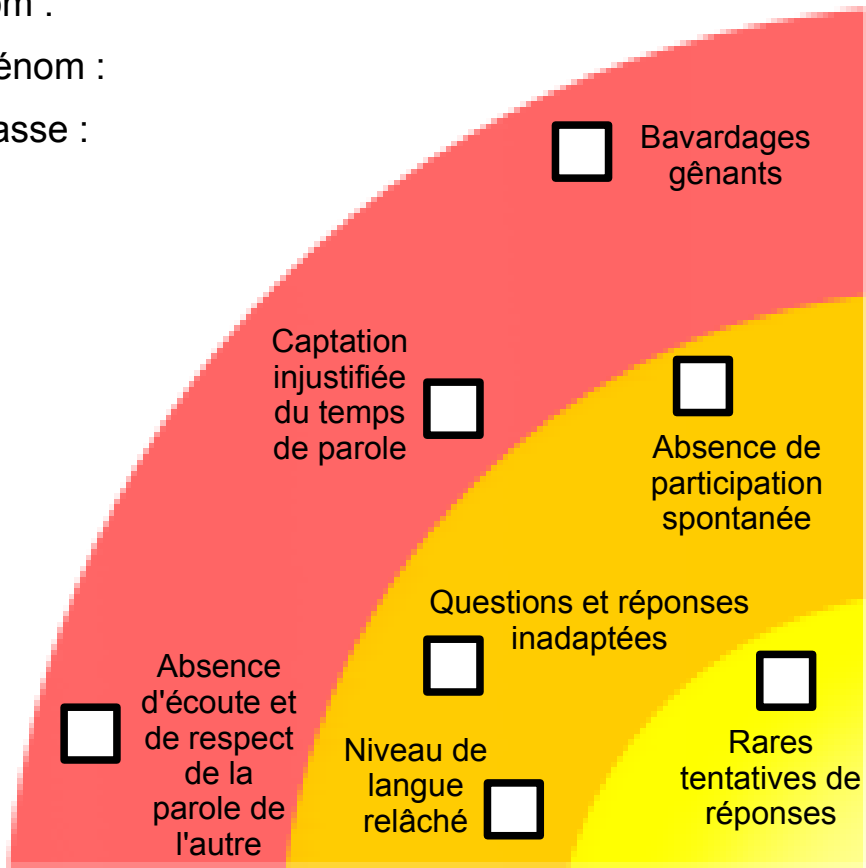 om :
énom :
asse :
Bavardages
gênants
Captation
injustifiée
du temps
de parole
Absence de
participation
spontanée
Questions et réponses
inadaptées
Absence
d'écoute et
de respect
de la
parole de
l'autre
Niveau de
langue
relâché
Rares
tentatives de
réponses